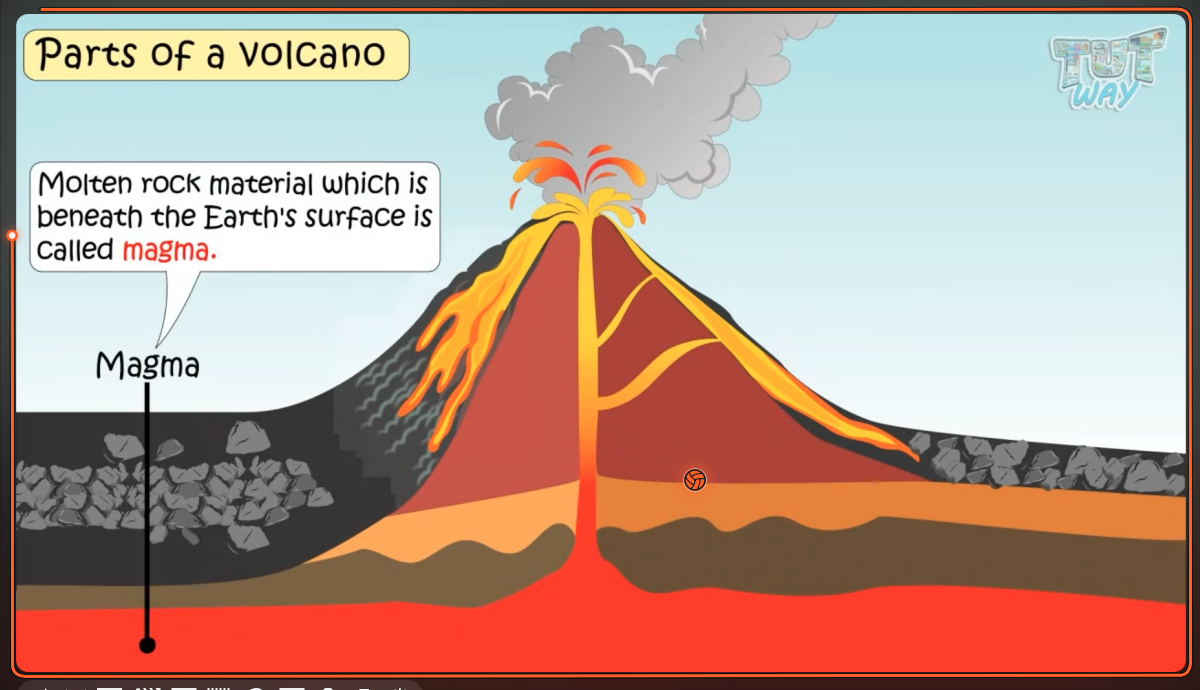 Parts of a volcano
TUT
WAY
Molten rock material which is
beneath the Earth's surface is
called magma.
Magma